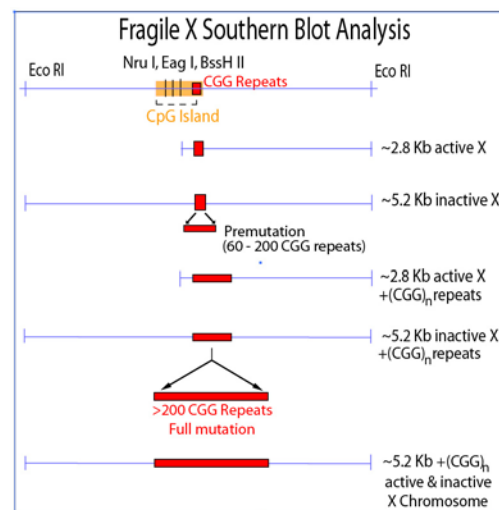 Fragile X Southern Blot Analysis
Eco RI
Nru I, Eag I, BssH II
Eco RI
CGG Repeats
CpG Island
~2.8 Kb active X
~5.2 Kb inactive X
Premutation
(60 - 200 CGG repeats)
~2.8 Kb active X
+(CGG)n repeats
~5.2 Kb inactive X
+(CGG)n repeats
>200 CGG Repeats
Full mutation
~5.2 Kb +(CGG)n
active & inactive
X Chromosome